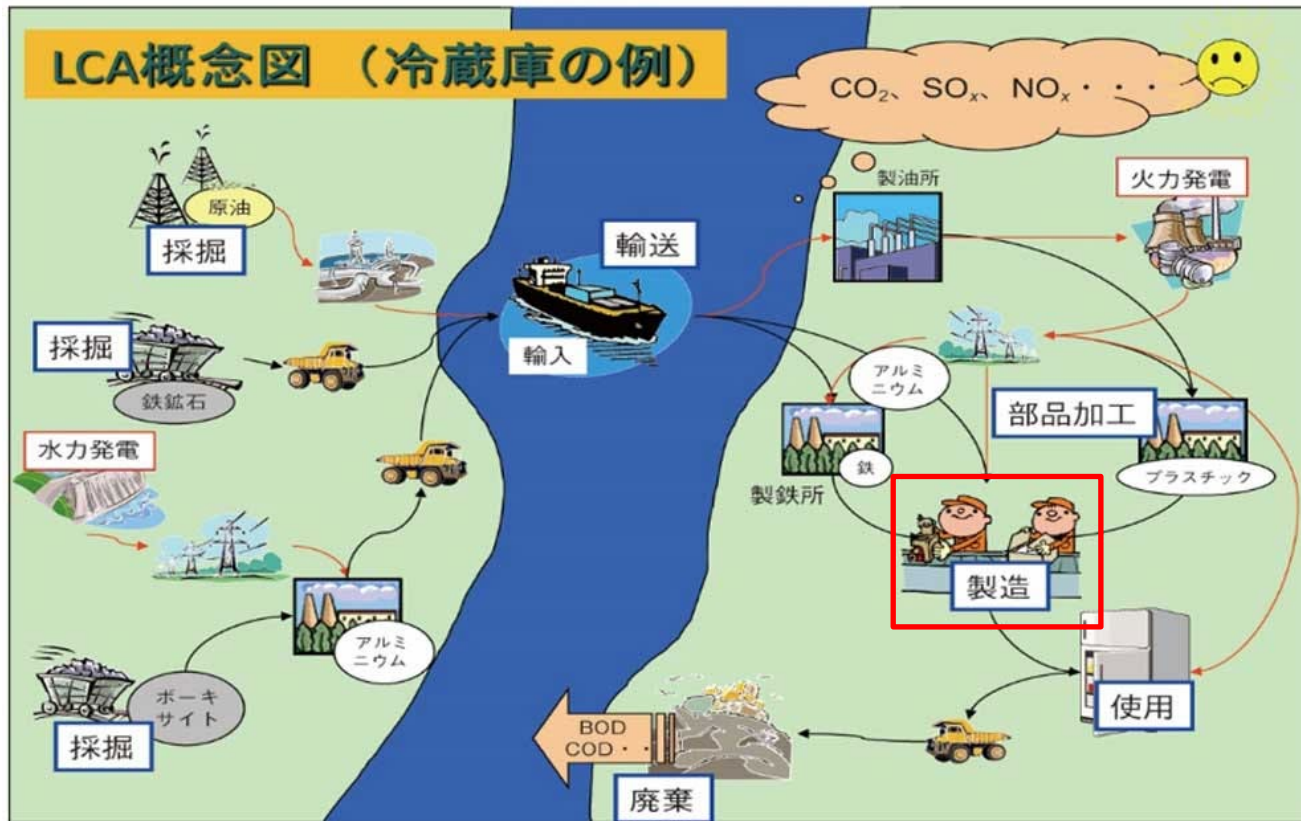 LCA概念図 (冷蔵庫の例)
CO₂、SOₓ、NOₓ・・・
原油
採掘
輸送
輸入
製油所
火力発電
採掘
鉄鉱石
アルミ
ニウム
部品加工
鉄
製鉄所
プラスチック
水力発電
製造
アルミ
ニウム
ボーキ
サイト
採掘
使用
BOD
COD・・
廃棄